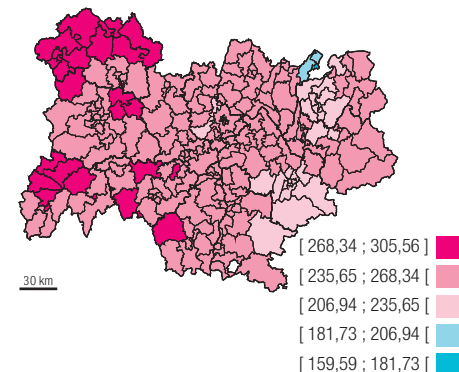 [ 268,34 ; 305,56 ]
[ 235,65 ; 268,34 [
[ 206,94 ; 235,65 [
30 km
[ 181,73 ; 206,94 [
[ 159,59 ; 181,73 [